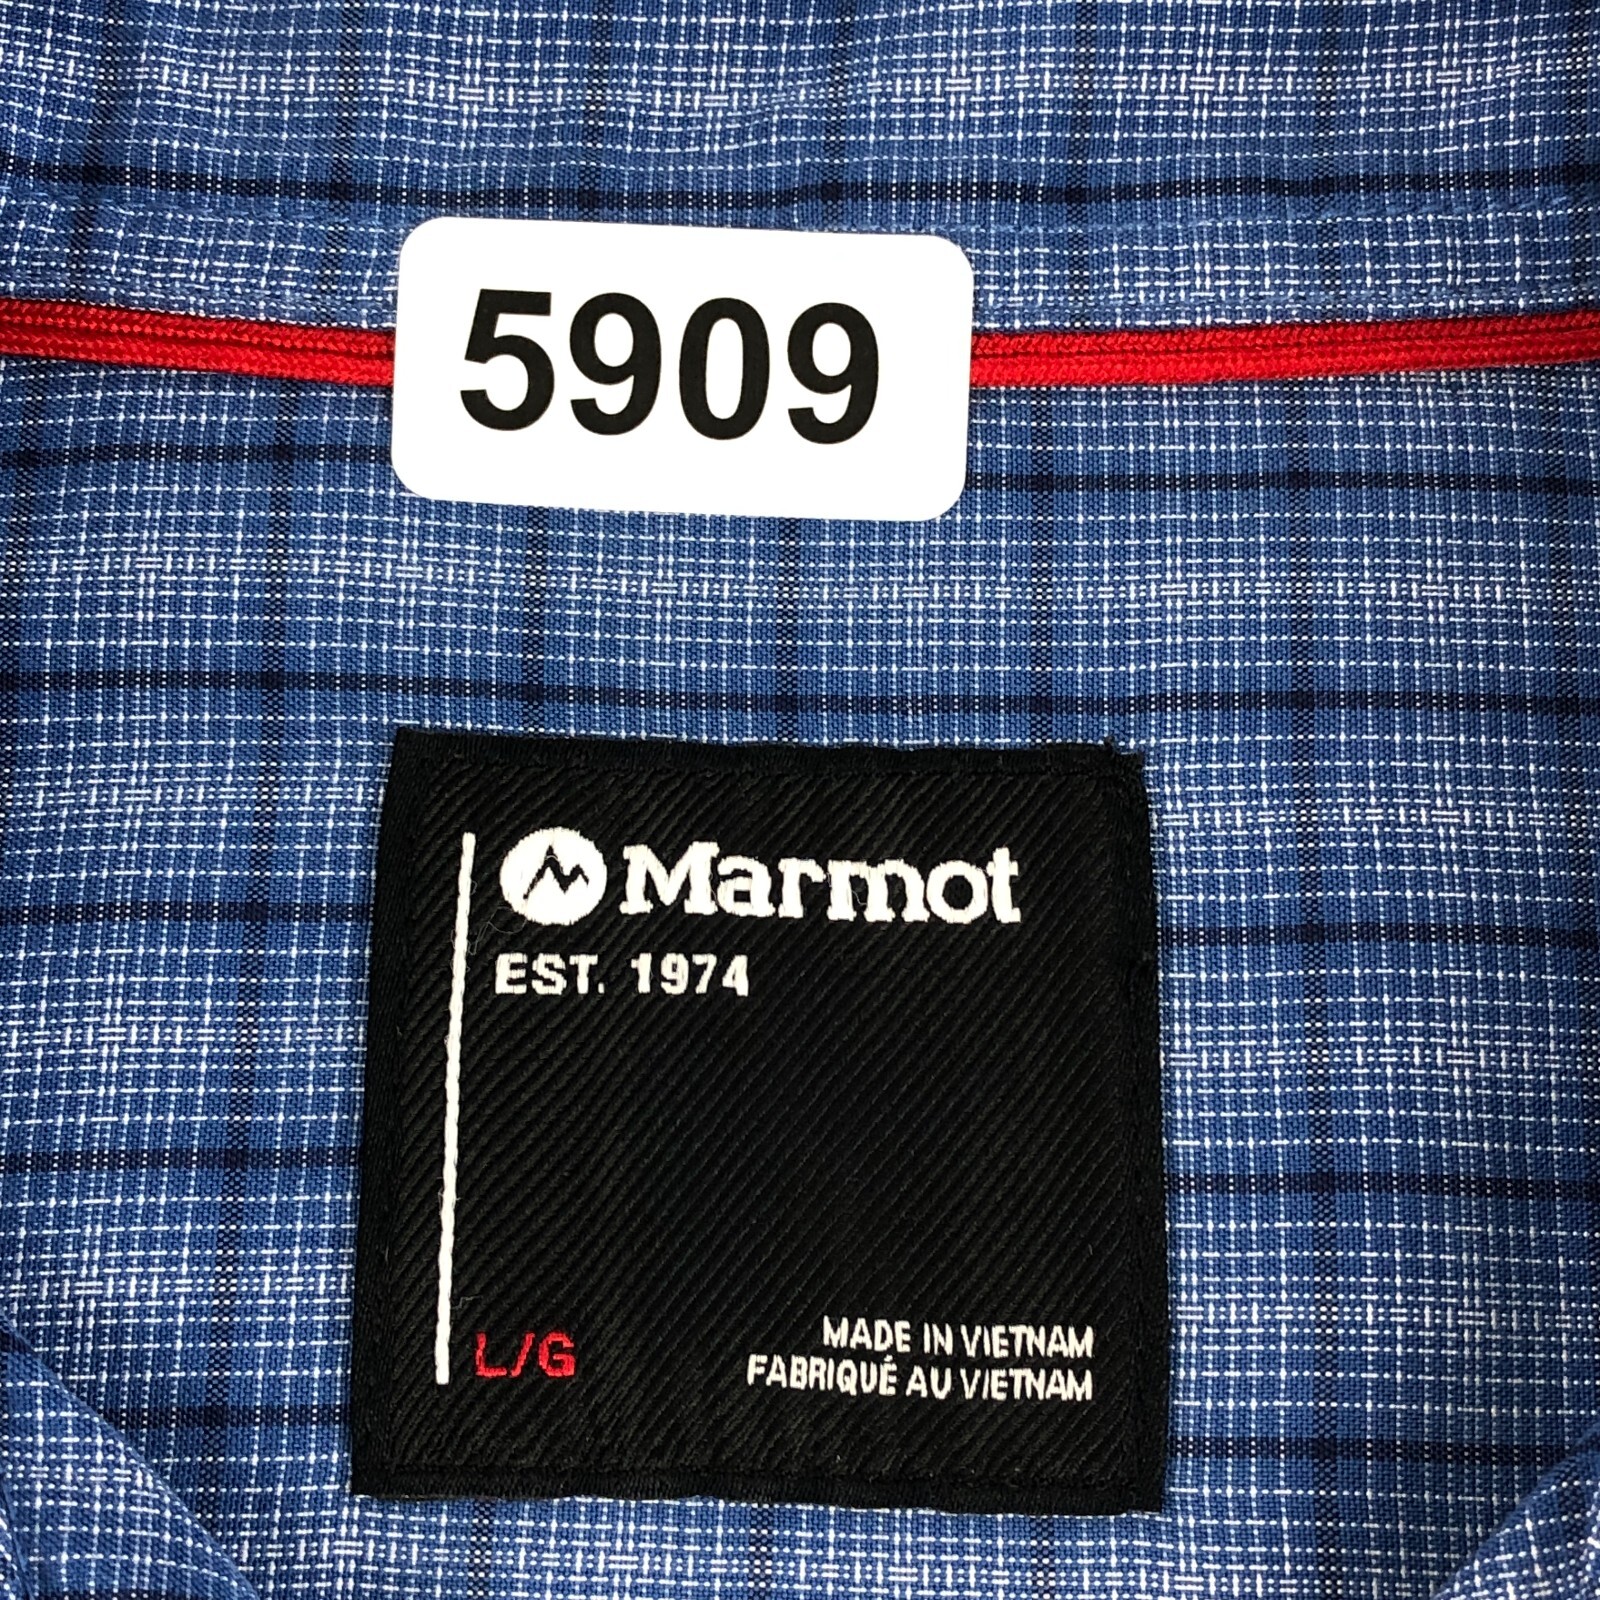 5909
Marmot
EST. 1974
L/G
MADE IN VIETNAM
FABRIQUÉ AU VIETNAM